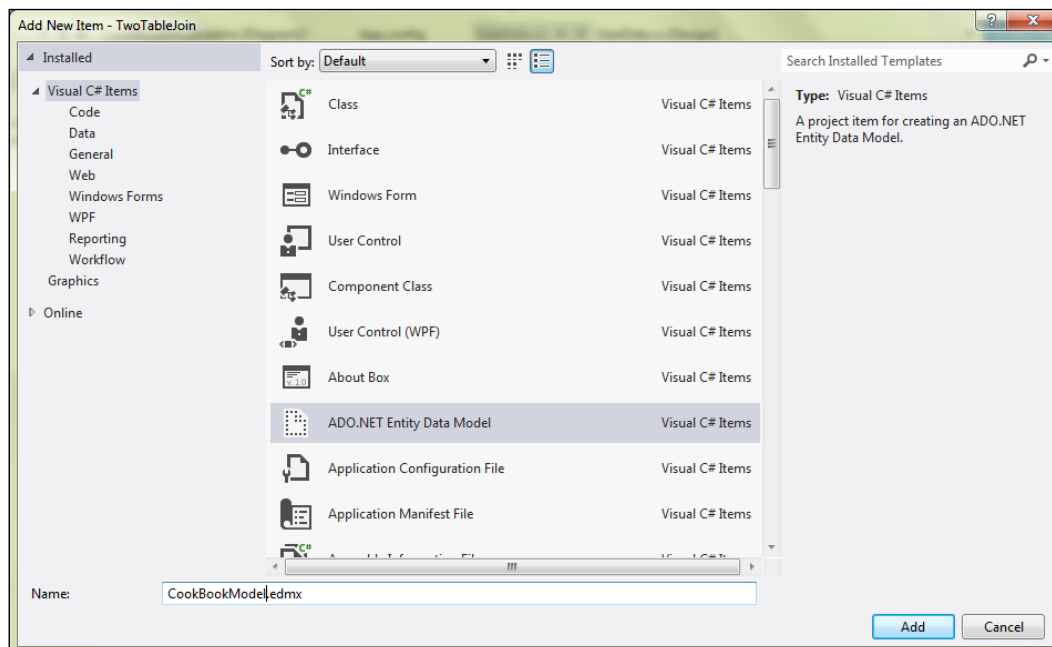 Add New Item - TwoTableJoin
Installed
Sort by: Default
Search Installed Templates
Visual C# Items
Code
Data
General
Web
Windows Forms
WPF
Reporting
Workflow
Graphics
Online
C# Class Visual C# Items
Interface Visual C# Items
Windows Form Visual C# Items
User Control Visual C# Items
Component Class Visual C# Items
User Control (WPF) Visual C# Items
v. 1.0 About Box Visual C# Items
ADO.NET Entity Data Model Visual C# Items
Application Configuration File Visual C# Items
Application Manifest File Visual C# Items
C#
Type: Visual C# Items
A project item for creating an ADO.NET
Entity Data Model.
Name: CookBookModel.edmx
Add Cancel